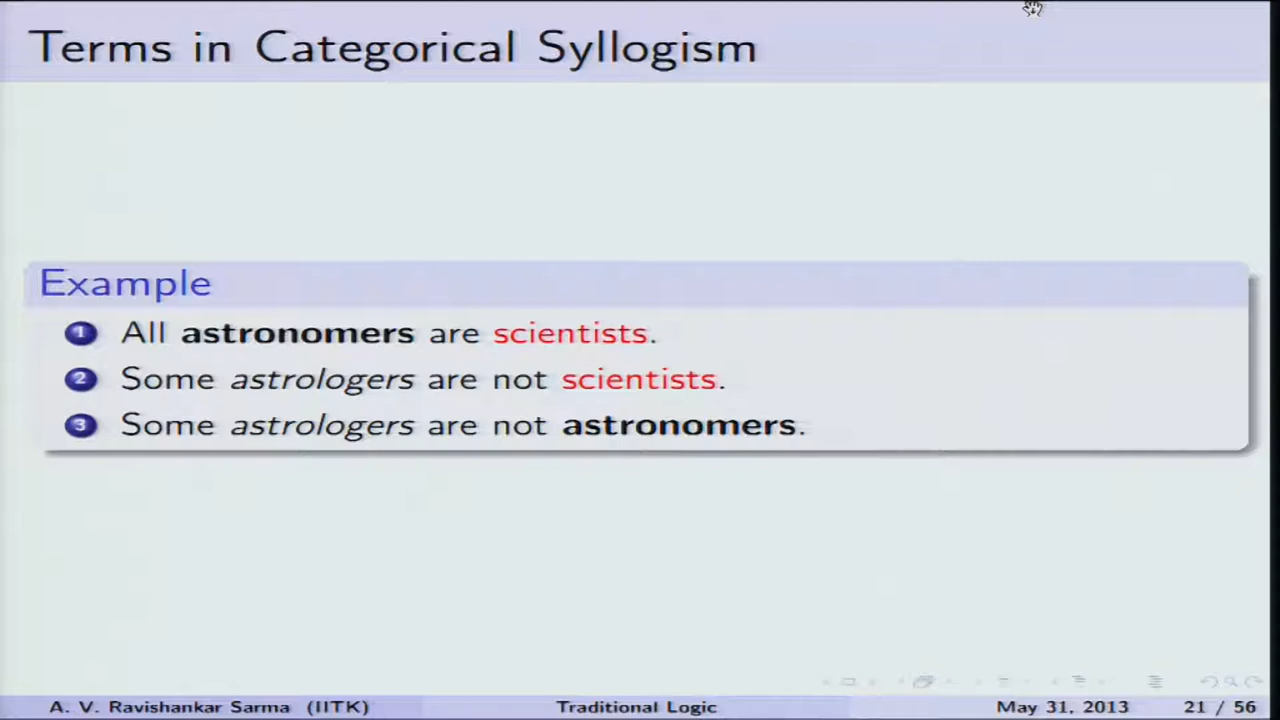 Terms in Categorical Syllogism
Example
1 All astronomers are scientists.
2 Some astrologers are not scientists.
3 Some astrologers are not astronomers.
A. V. Ravishankar Sarma (IITK) Traditional Logic May 31, 2013 21 / 56